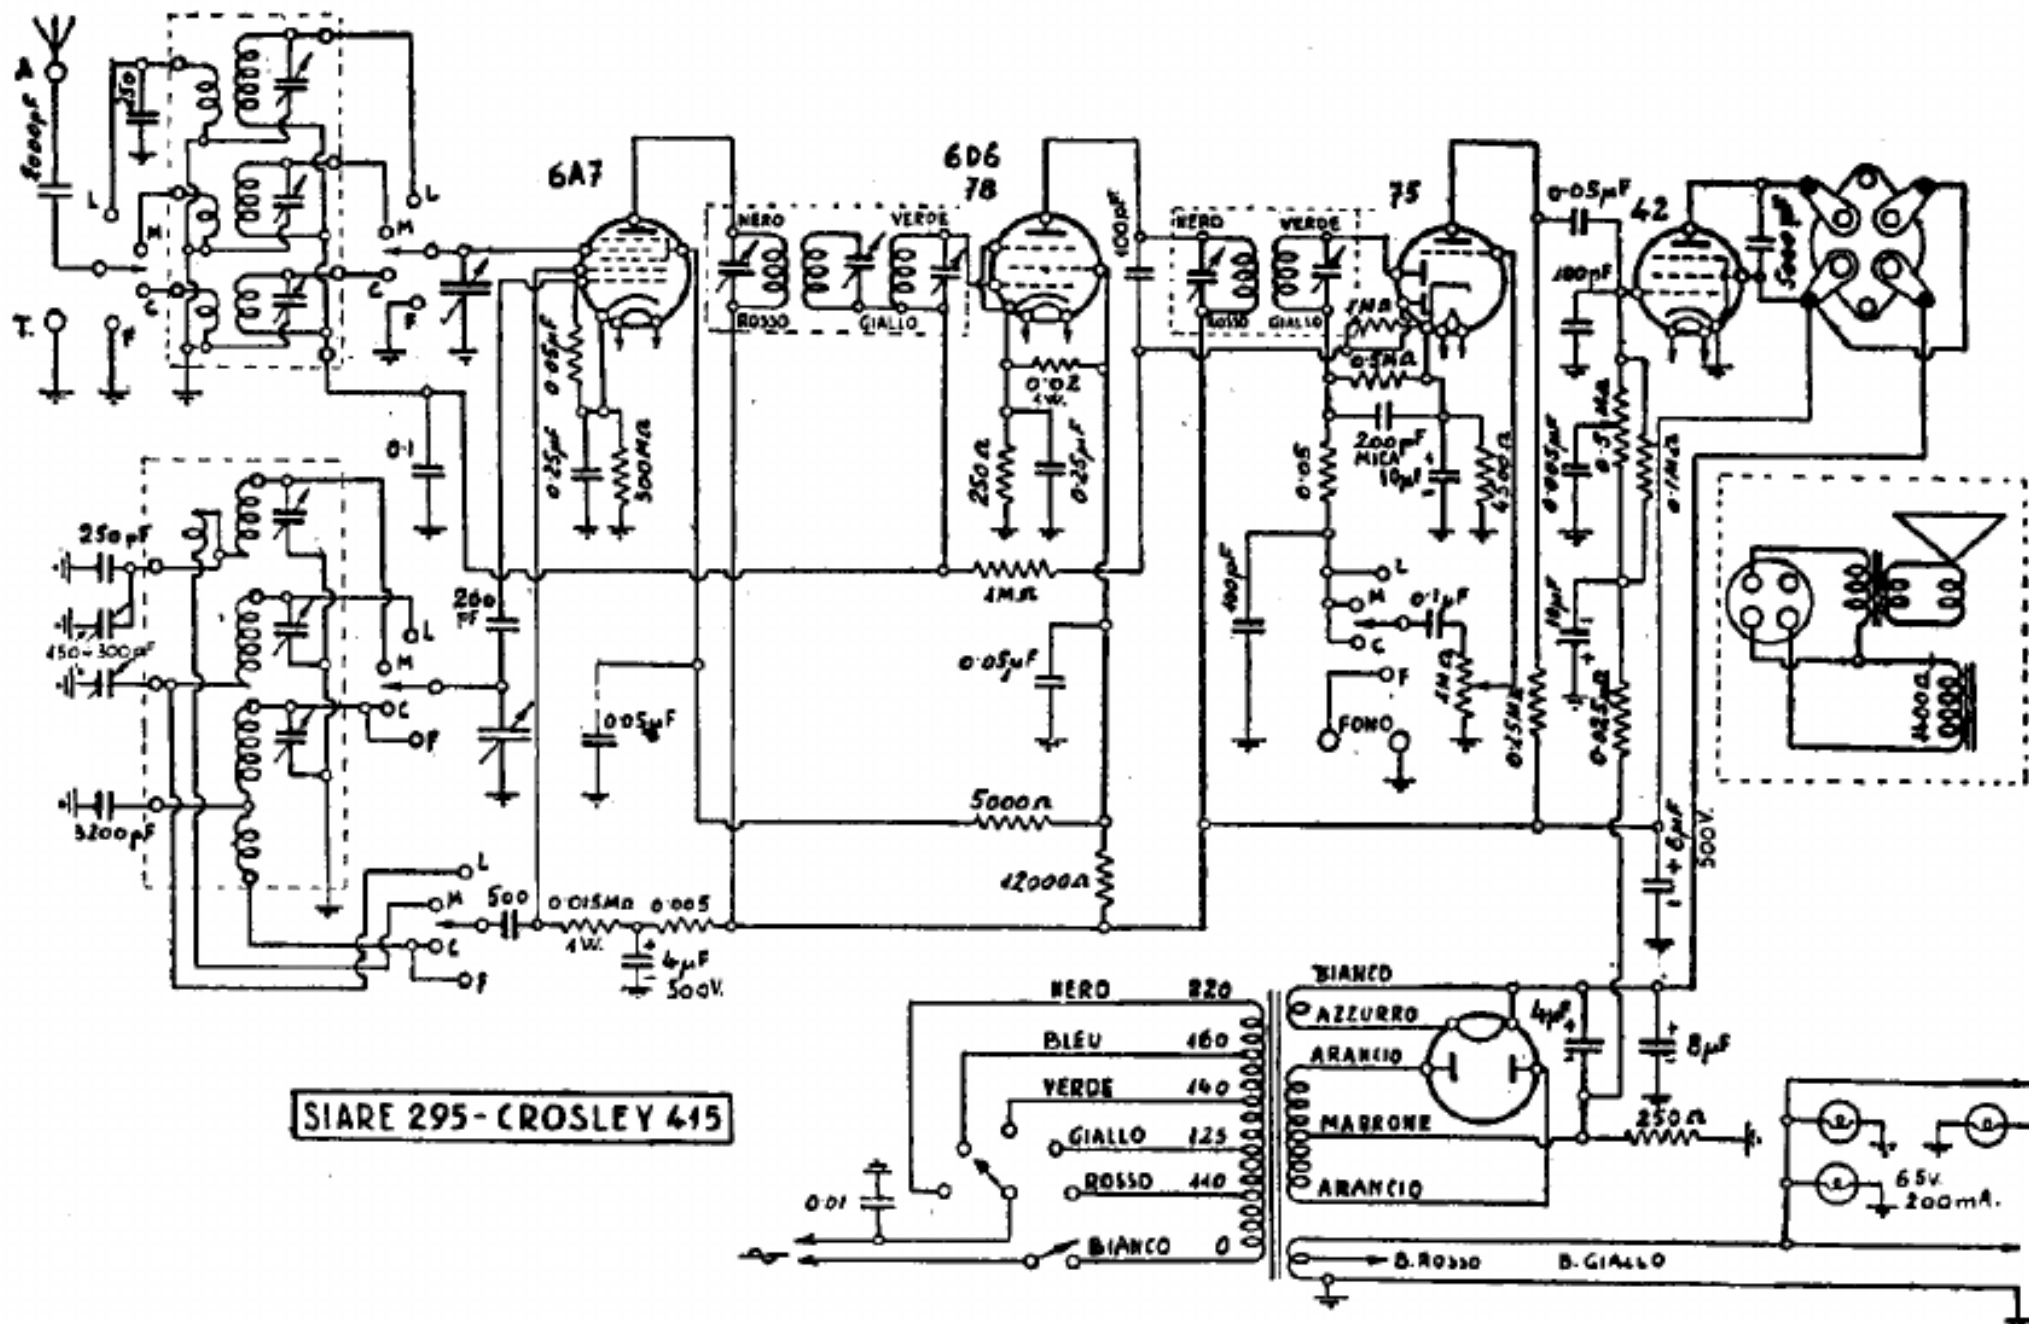 A
2000pF
250
L
M
C
T.
F
L
M
C
F
6A7
NERO
VERDE
ROSSO
GIALLO
6D6
78
100pF
NERO
VERDE
ROSSO
GIALLO
75
0.05µF
42
5000pF
100pF
1MΩ
0.5MΩ
0.05µF
0.25µF
500MΩ
0.02
1W.
250Ω
0.25µF
0.05
200pF
MICA
10µF
4500Ω
0.005µF
0.5 MΩ
0.1MΩ
0.1
250pF
450-300pF
3200pF
L
M
C
F
200
pF
0.05µF
1MΩ
0.05µF
100pF
L
M
C
F
0.1µF
1MΩ
FONO
0.25MΩ
10µF
0.025MΩ
1400Ω
5000Ω
12000Ω
8µF
500V.
L
M
C
F
500
0.015MΩ
1W.
0.005
4µF
500V.
SIARE 295-CROSLEY 415
NERO 220
BLEU 160
VERDE 140
GIALLO 125
ROSSO 110
BIANCO 0
0.01
BIANCO
AZZURRO
ARANCIO
MARRONE
ARANCIO
4µF
8µF
250Ω
6.5V.
200mA.
B.ROSSO
B.GIALLO